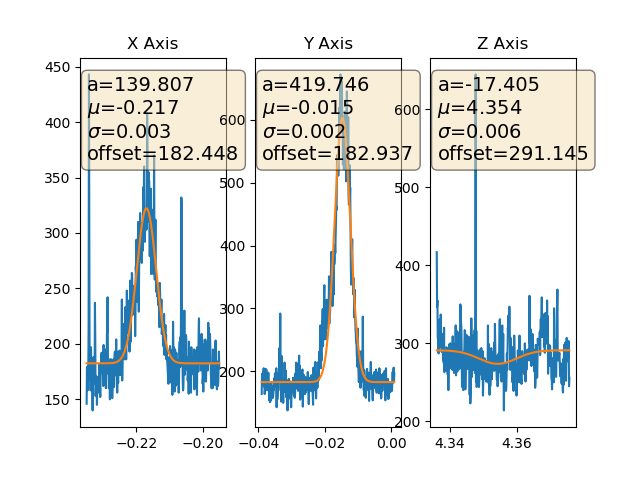 X Axis
Y Axis
Z Axis
a=139.807
μ=-0.217
σ=0.003
offset=182.448
a=419.746
μ=-0.015
σ=0.002
offset=182.937
a=-17.405
μ=4.354
σ=0.006
offset=291.145
450
400
350
300
250
200
150
600
500
400
300
200
600
500
400
300
200
−0.22
−0.20
−0.04
−0.02
0.00
4.34
4.36